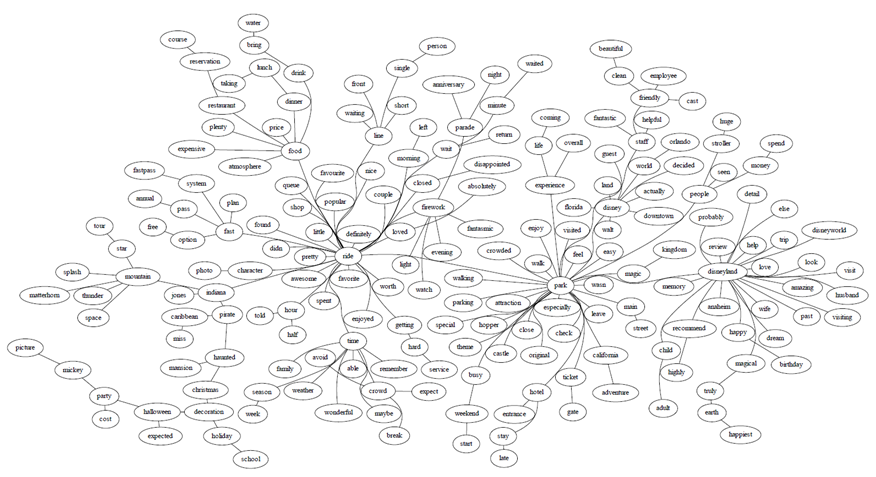 water
course
bring
person
beautiful
reservation
lunch
drink
single
night
waited
clean
employee
taking
front
anniversary
friendly
cast
restaurant
dinner
short
minute
fantastic
helpful
huge
plenty
price
waiting
left
parade
return
coming
staff
orlando
stroller
spend
expensive
food
line
wait
life
overall
guest
decided
atmosphere
nice
morning
disappointed
world
seen
money
fastpass
system
favourite
closed
absolutely
experience
land
actually
people
detail
annual
plan
queue
popular
couple
firework
florida
disney
downtown
probably
else
pass
shop
free
fast
found
little
definitely
loved
fantasmic
enjoy
visited
walt
disneyworld
tour
option
didn
crowded
feel
easy
kingdom
review
help
trip
star
pretty
ride
evening
walk
love
look
visit
photo
character
light
park
wasn
magic
disneyland
splash
mountain
awesome
favorite
worth
watch
walking
memory
amazing
husband
matterhorn
thunder
jones
indiana
spent
parking
attraction
especially
main
anaheim
wife
past
visiting
space
caribbean
pirate
told
hour
enjoyed
getting
special
hopper
close
check
leave
street
recommend
happy
miss
half
time
hard
theme
castle
original
california
child
dream
picture
haunted
avoid
service
magical
birthday
mickey
mansion
family
able
remember
busy
ticket
highly
party
christmas
season
weather
crowd
expect
hotel
adventure
truly
cost
halloween
decoration
week
wonderful
maybe
weekend
entrance
gate
adult
earth
expected
holiday
break
start
stay
happiest
school
late